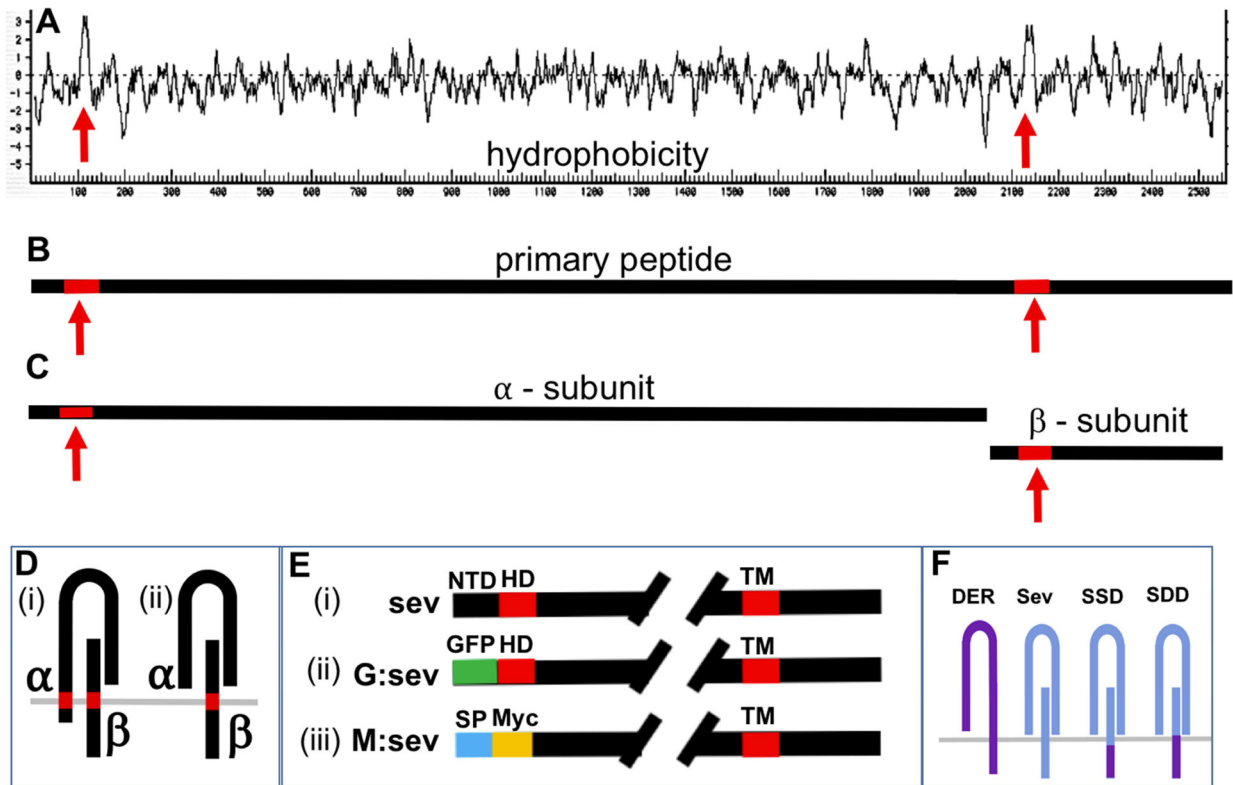 A
3
2
1
0
-1
-2
-3
-4
-5
hydrophobicity
100 200 300 400 500 600 700 800 900 1000 1100 1200 1300 1400 1500 1600 1700 1800 1900 2000 2100 2200 2300 2400 2500
B
primary peptide
C
α - subunit
β - subunit
D
(i) (ii)
α α
β β
E
NTD HD TM
(i) sev
GFP HD TM
(ii) G:sev
SP Myc TM
(iii) M:sev
F
DER Sev SSD SDD